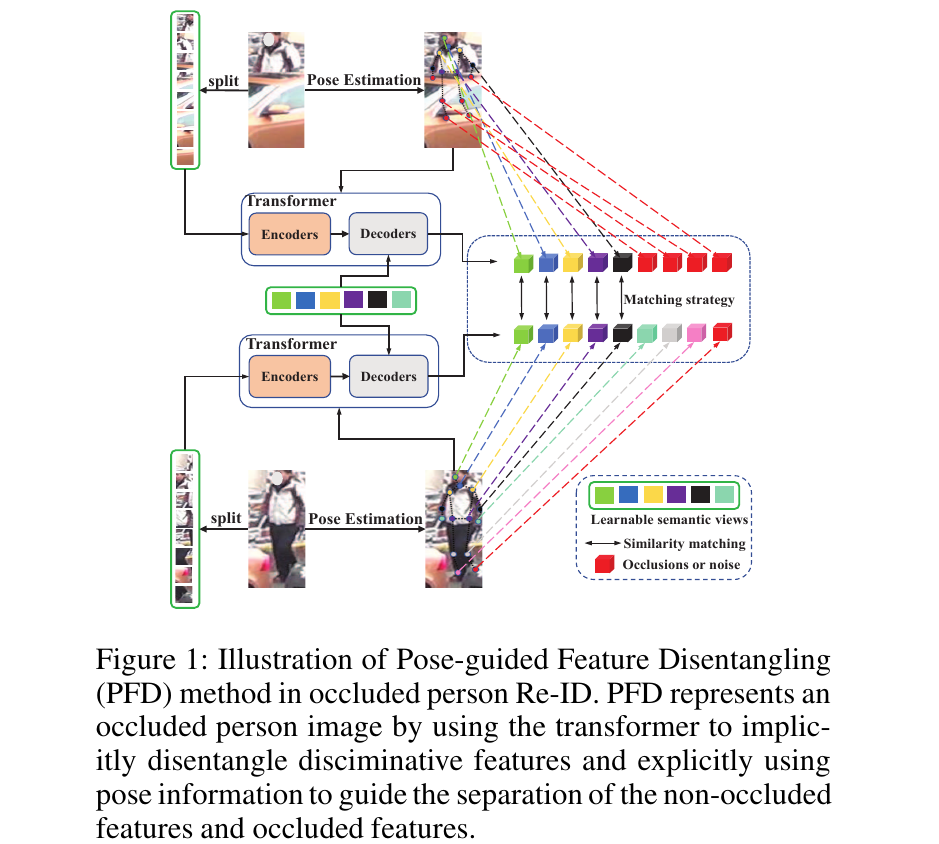 split
Pose Estimation
Transformer
Encoders
Decoders
Matching strategy
Transformer
Encoders
Decoders
split
Pose Estimation
Learnable semantic views
Similarity matching
Occlusions or noise
Figure 1: Illustration of Pose-guided Feature Disentangling
(PFD) method in occluded person Re-ID. PFD represents an
occluded person image by using the transformer to implic-
itly disentangle disciminative features and explicitly using
pose information to guide the separation of the non-occluded
features and occluded features.